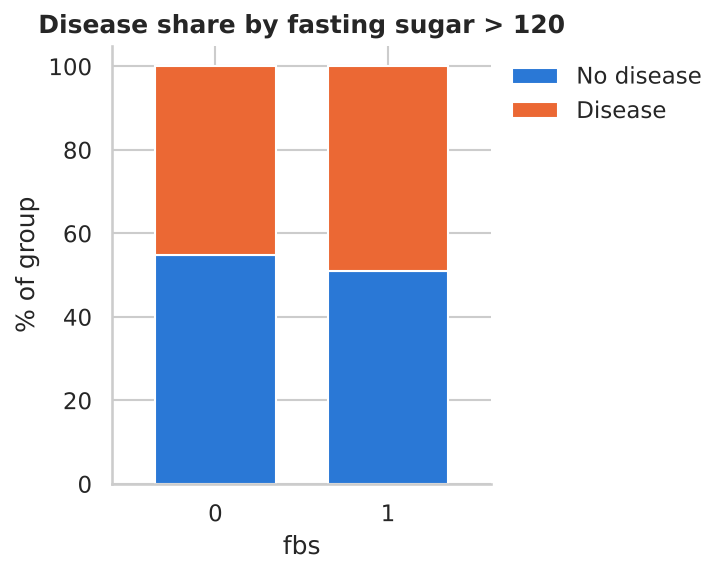 Disease share by fasting sugar > 120
No disease
Disease
% of group
100
80
60
40
20
0
0 1
fbs